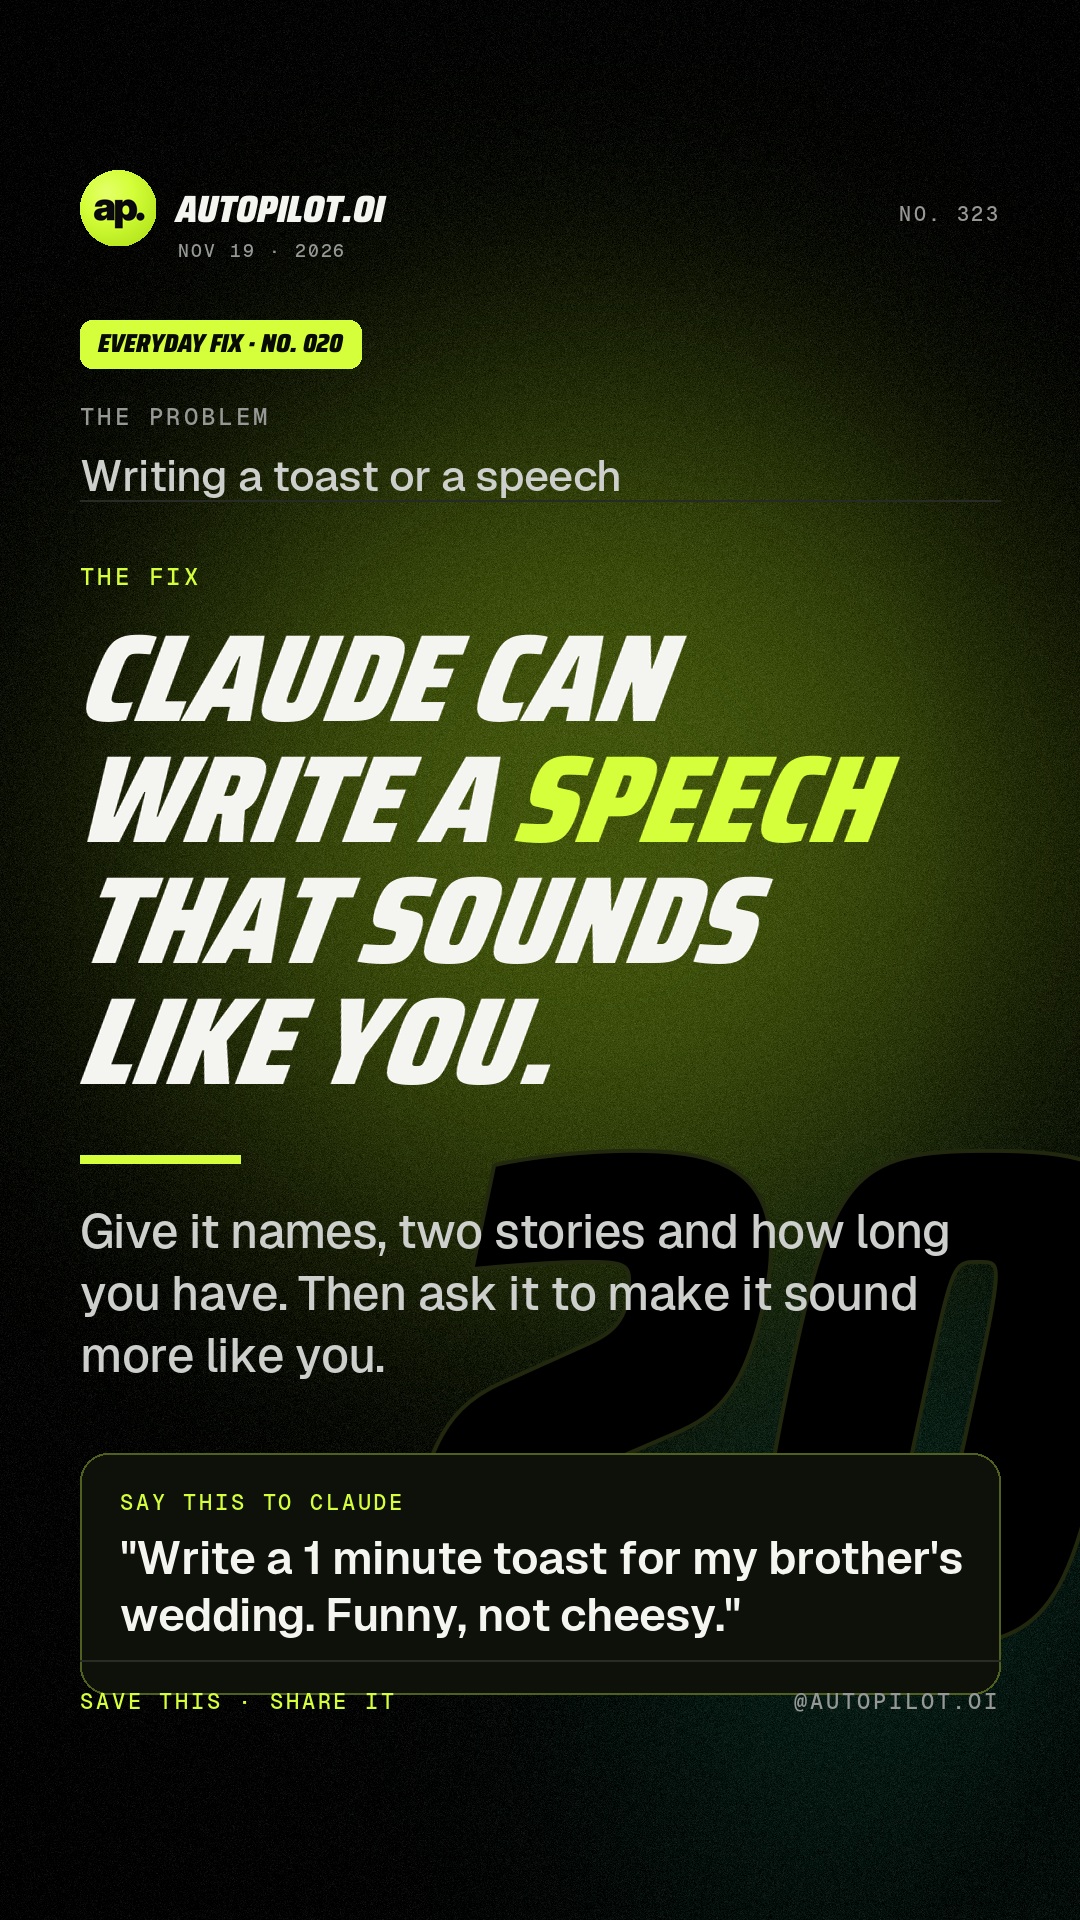 ap. AUTOPILOT.OI
NO. 323
NOV 19 · 2026
EVERYDAY FIX · NO. 020
THE PROBLEM
Writing a toast or a speech
THE FIX
CLAUDE CAN
WRITE A SPEECH
THAT SOUNDS
LIKE YOU.
20
Give it names, two stories and how long
you have. Then ask it to make it sound
more like you.
SAY THIS TO CLAUDE
"Write a 1 minute toast for my brother's
wedding. Funny, not cheesy."
SAVE THIS · SHARE IT
@AUTOPILOT.OI